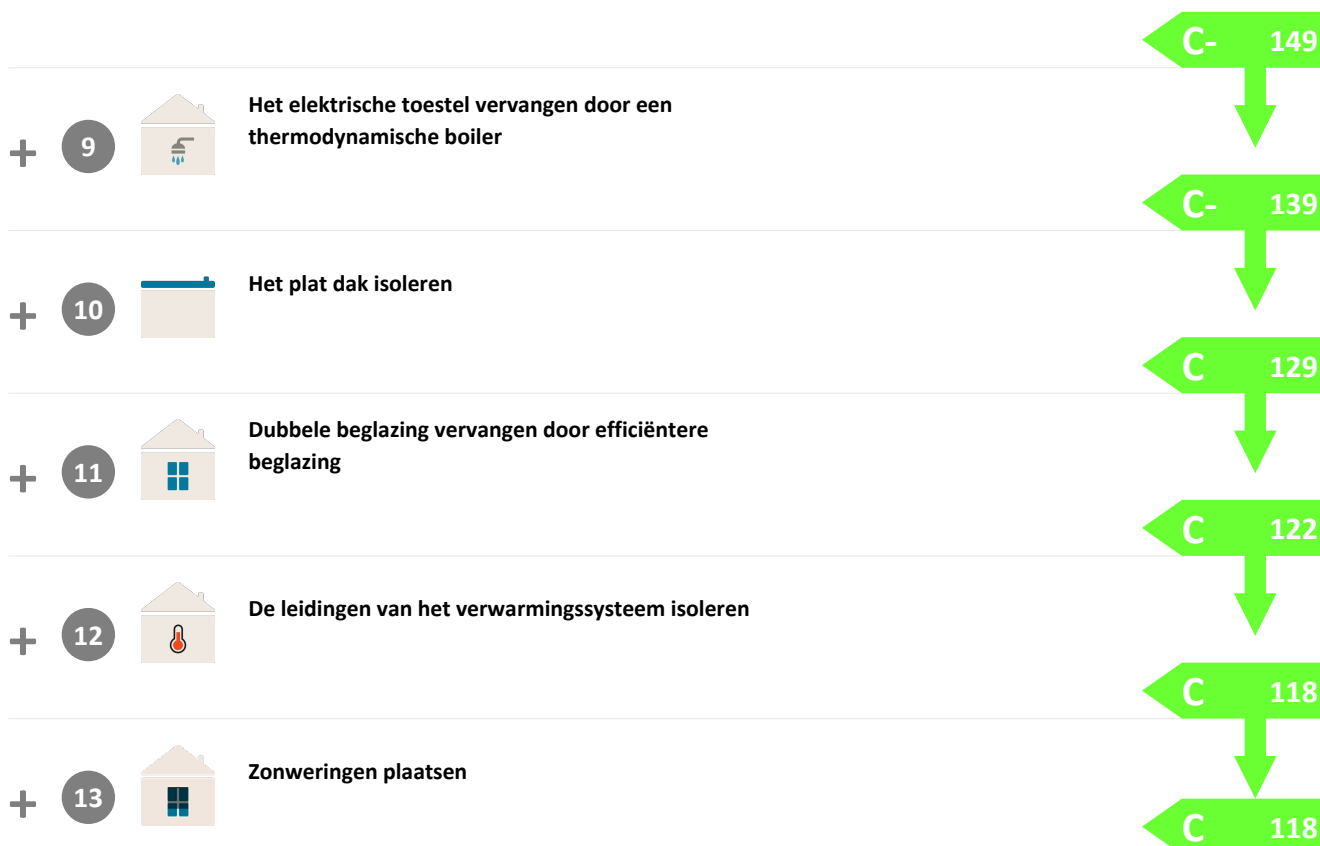 C- 149
Het elektrische toestel vervangen door een
thermodynamische boiler
+ 9
C- 139
Het plat dak isoleren
+ 10
C 129
Dubbele beglazing vervangen door efficiëntere
beglazing
+ 11
C 122
De leidingen van het verwarmingssysteem isoleren
+ 12
C 118
Zonweringen plaatsen
+ 13
C 118